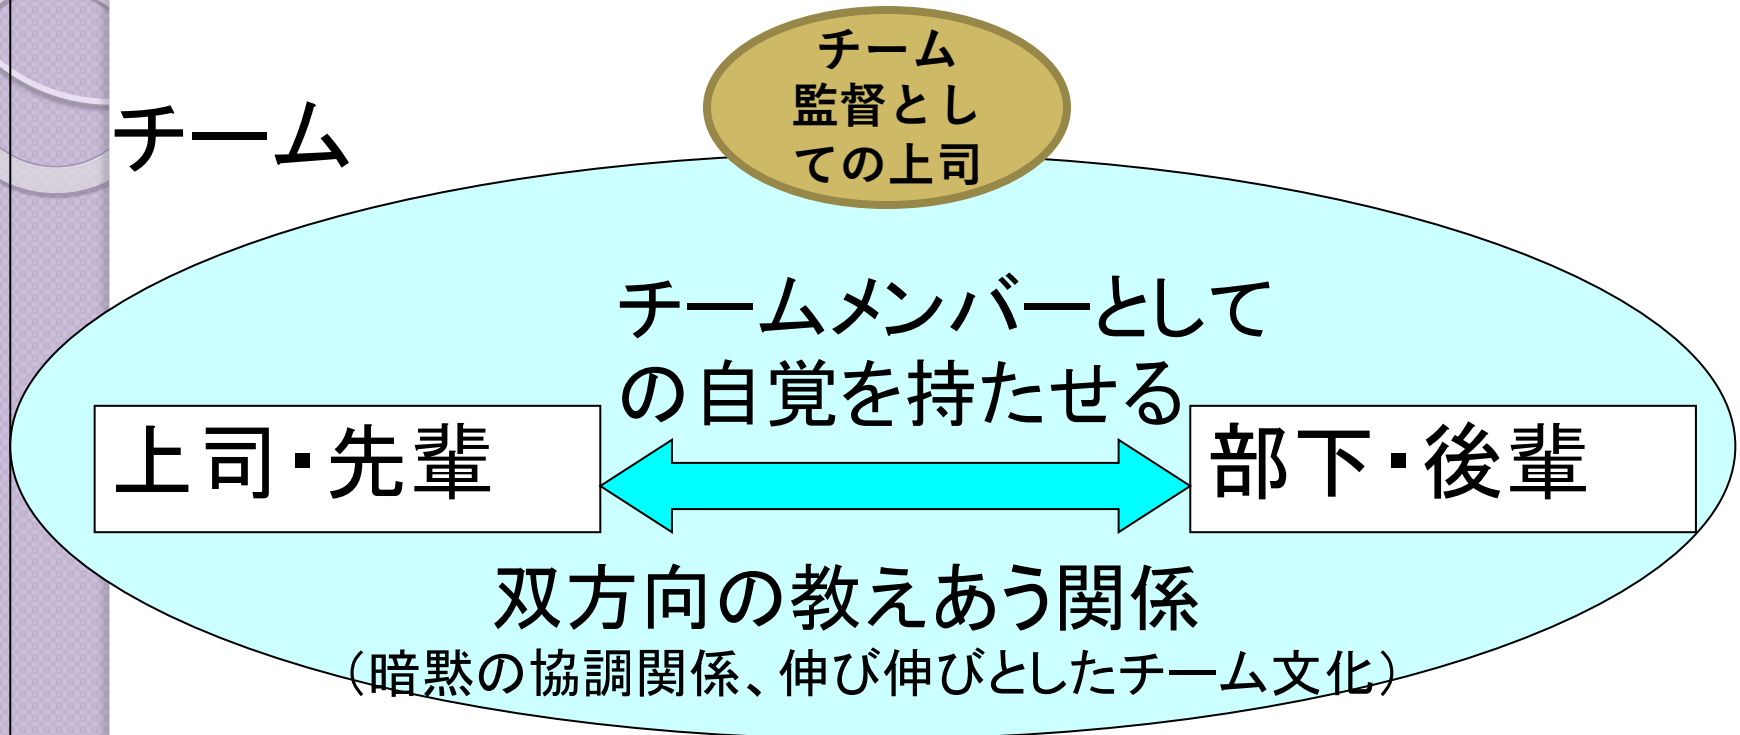 チーム
監督とし
ての上司
チーム
チームメンバーとして
の自覚を持たせる
上司・先輩
部下・後輩
双方向の教えあう関係
（暗黙の協調関係、伸び伸びとしたチーム文化）